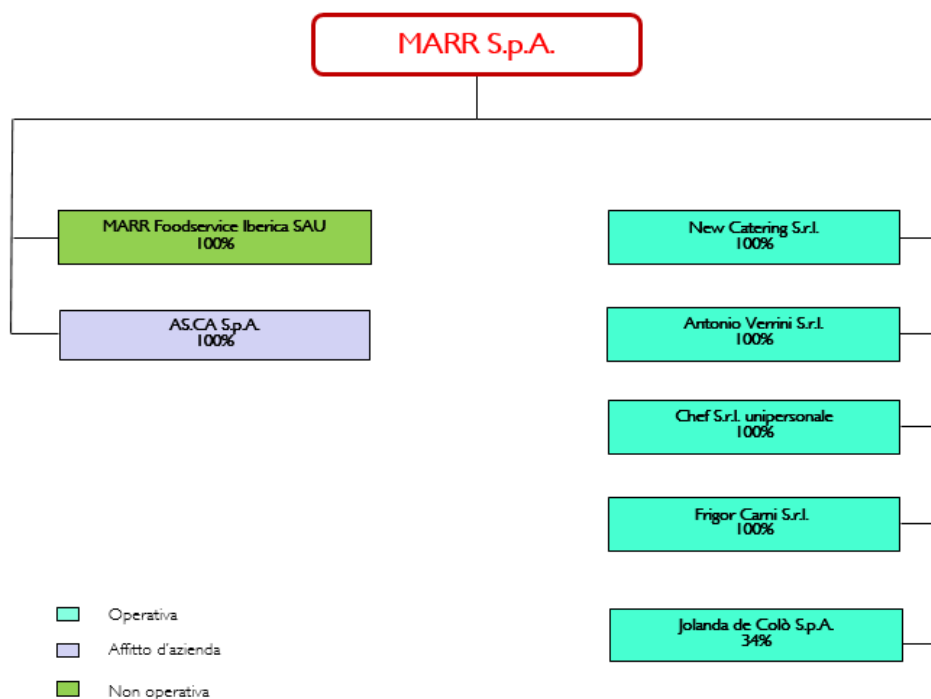 MARR S.p.A.
MARR Foodservice Iberica SAU
100%
AS.CA S.p.A.
100%
New Catering S.r.l.
100%
Antonio Verrini S.r.l.
100%
Chef S.r.l. unipersonale
100%
Frigor Carni S.r.l.
100%
Jolanda de Colò S.p.A.
34%
Operativa
Affitto d'azienda
Non operativa